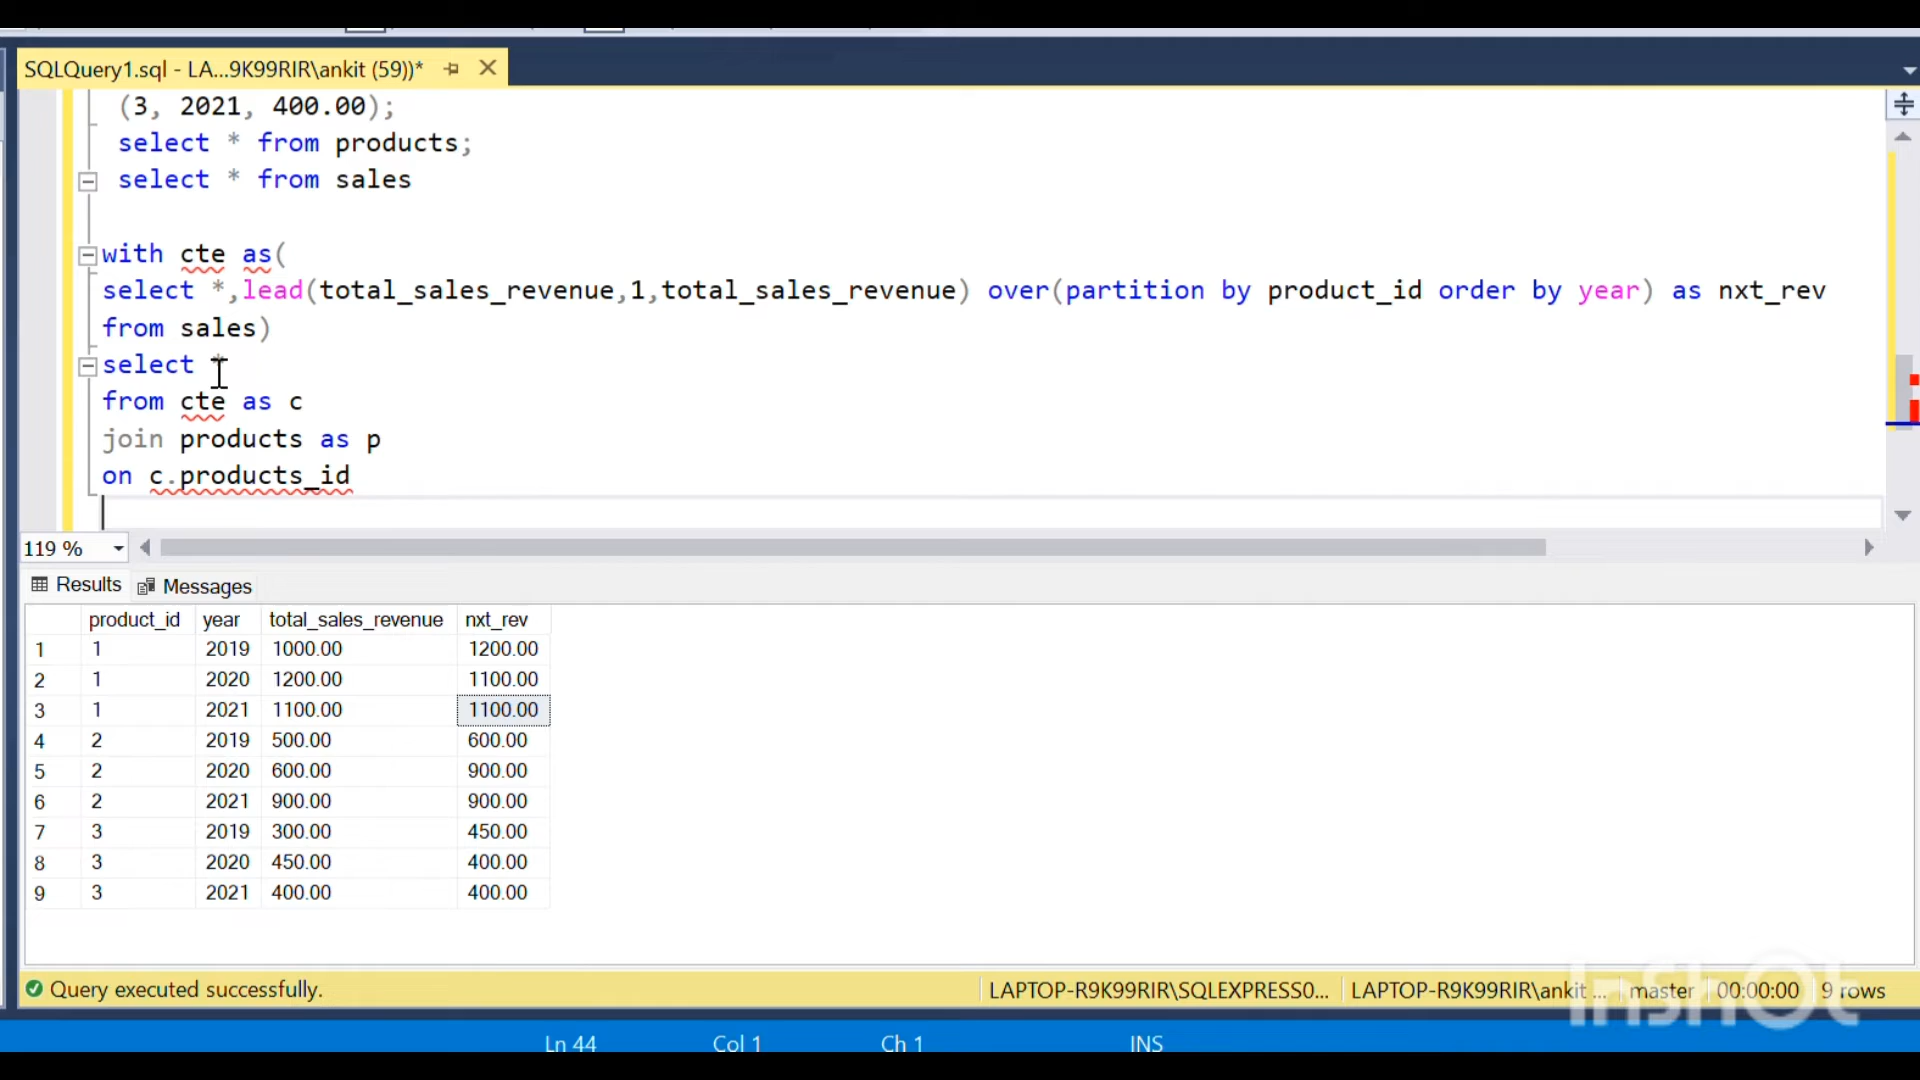 SQLQuery1.sql - LA...9K99RIR\ankit (59))*
(3, 2021, 400.00);
select * from products;
select * from sales
with cte as(
select *,lead(total_sales_revenue,1,total_sales_revenue) over(partition by product_id order by year) as nxt_rev
from sales)
select *
from cte as c
join products as p
on c.products_id
119 %
Results Messages
product_id year total_sales_revenue nxt_rev
1 1 2019 1000.00 1200.00
2 1 2020 1200.00 1100.00
3 1 2021 1100.00 1100.00
4 2 2019 500.00 600.00
5 2 2020 600.00 900.00
6 2 2021 900.00 900.00
7 3 2019 300.00 450.00
8 3 2020 450.00 400.00
9 3 2021 400.00 400.00
Query executed successfully. LAPTOP-R9K99RIR\SQLEXPRESS0... LAPTOP-R9K99RIR\ankit ... master 00:00:00 9 rows
InShOt
Ln 44 Col 1 Ch 1 INS